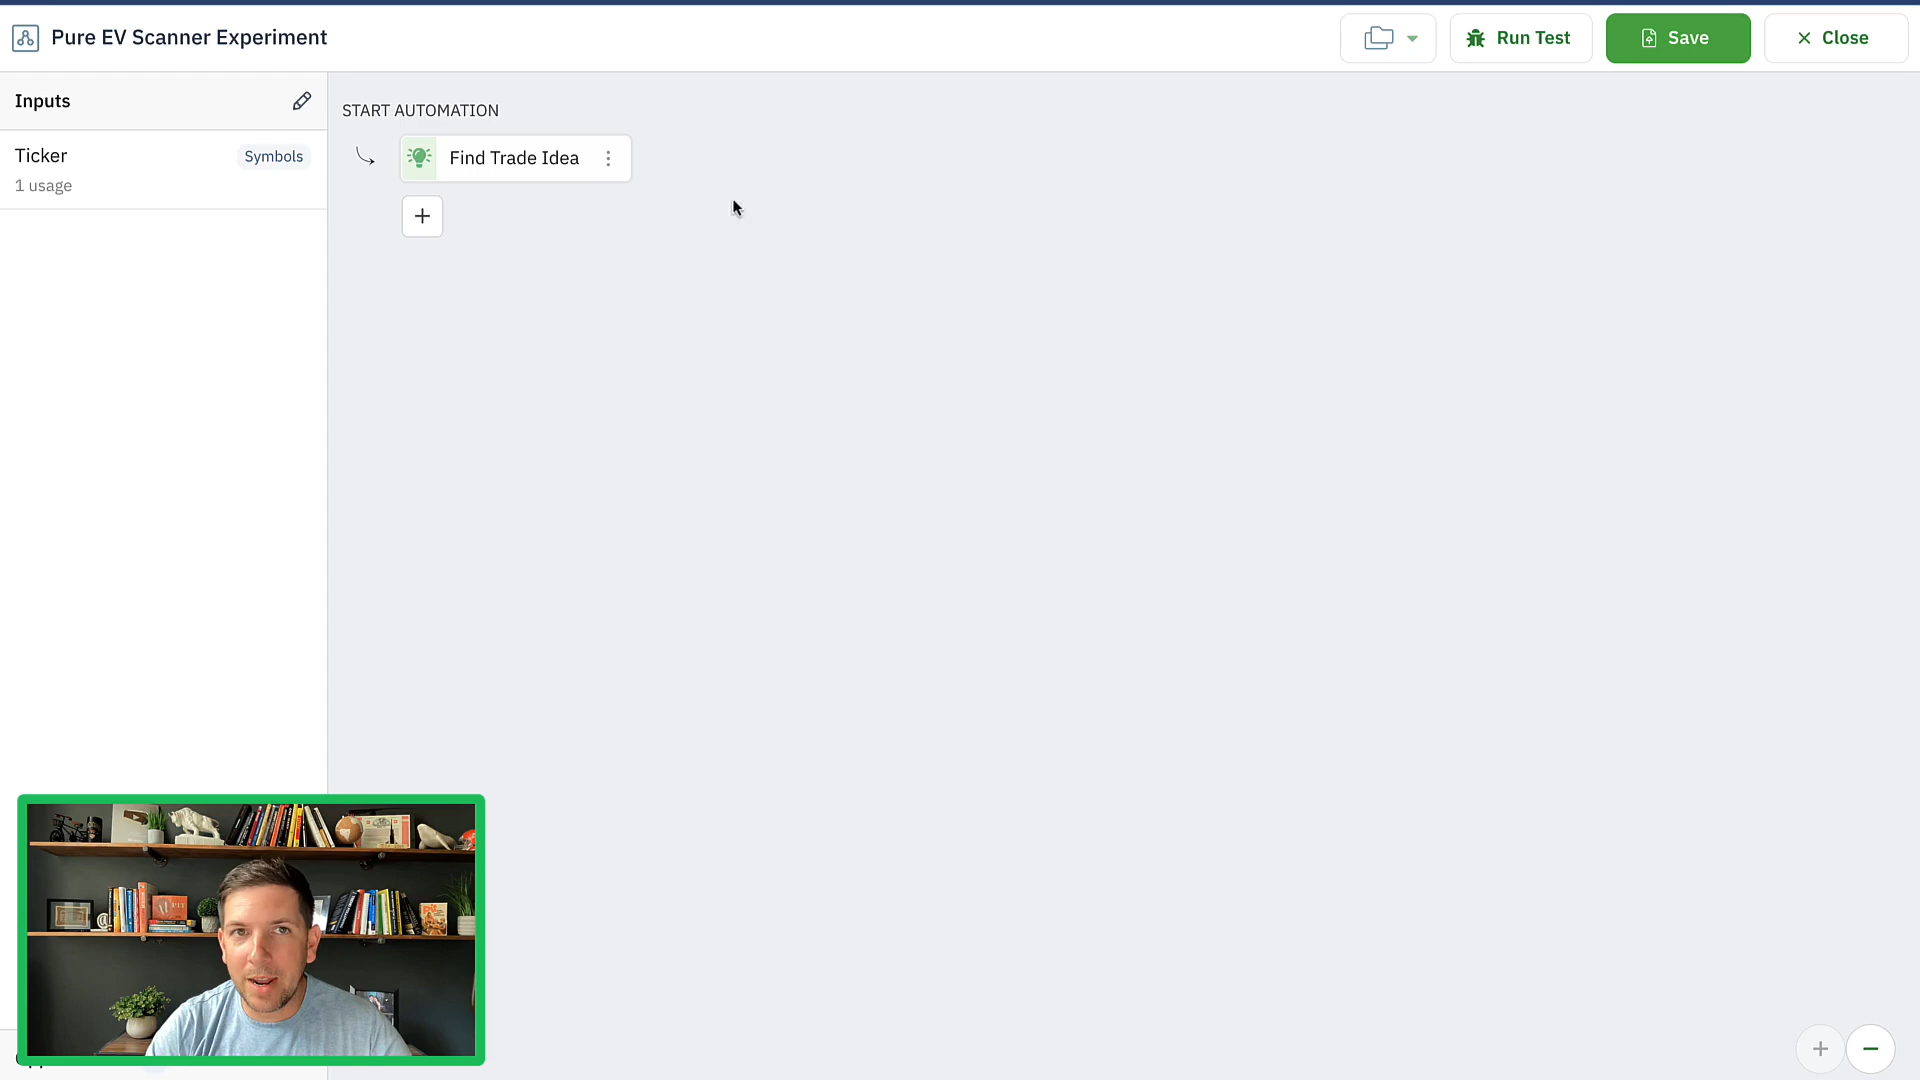 Pure EV Scanner Experiment
Run Test
Save
Close
Inputs
Ticker
Symbols
1 usage
START AUTOMATION
Find Trade Idea